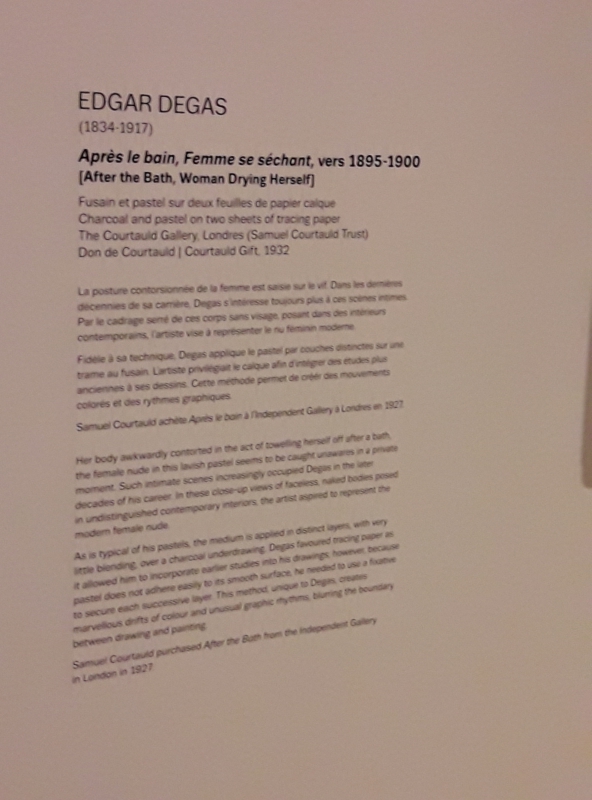 EDGAR DEGAS
(1834-1917)
Après le bain, Femme se séchant, vers 1895-1900
[After the Bath, Woman Drying Herself]
Fusain et pastel sur deux feuilles de papier calque
Charcoal and pastel on two sheets of tracing paper
The Courtauld Gallery, Londres (Samuel Courtauld Trust)
Don de Courtauld | Courtauld Gift, 1932
La posture contorsionnée de la femme est saisie sur le vif. Dans les dernières
décennies de sa carrière, Degas s'intéresse toujours plus à ces scènes intimes.
Par le cadrage serré de ces corps sans visage, posant dans des intérieurs
contemporains, l'artiste vise à représenter le nu féminin moderne.
Fidèle à sa technique, Degas applique le pastel par couches distinctes sur une
trame au fusain. L'artiste privilégiait le calque afin d'intégrer des études plus
anciennes à ses dessins. Cette méthode permet de créér des mouvements
colorés et des rythmes graphiques.
Samuel Courtauld achète Après le bain à l'Independent Gallery à Londres en 1927.
Her body awkwardly contorted in the act of towelling herself off after a bath,
the female nude in this lavish pastel seems to be caught unawares in a private
moment. Such intimate scenes increasingly occupied Degas in the later
decades of his career. In these close-up views of faceless, naked bodies posed
in undistinguished contemporary interiors, the artist aspired to represent the
modern female nude.
As is typical of his pastels, the medium is applied in distinct layers, with very
little blending, over a charcoal underdrawing. Degas favoured tracing paper as
it allowed him to incorporate earlier studies into his drawings; however, because
pastel does not adhere easily to its smooth surface, he needed to use a fixative
to secure each successive layer. This method, unique to Degas, creates
marvellous drifts of colour and unusual graphic rhythms, blurring the boundary
between drawing and painting.
Samuel Courtauld purchased After the Bath from the Independent Gallery
in London in 1927.